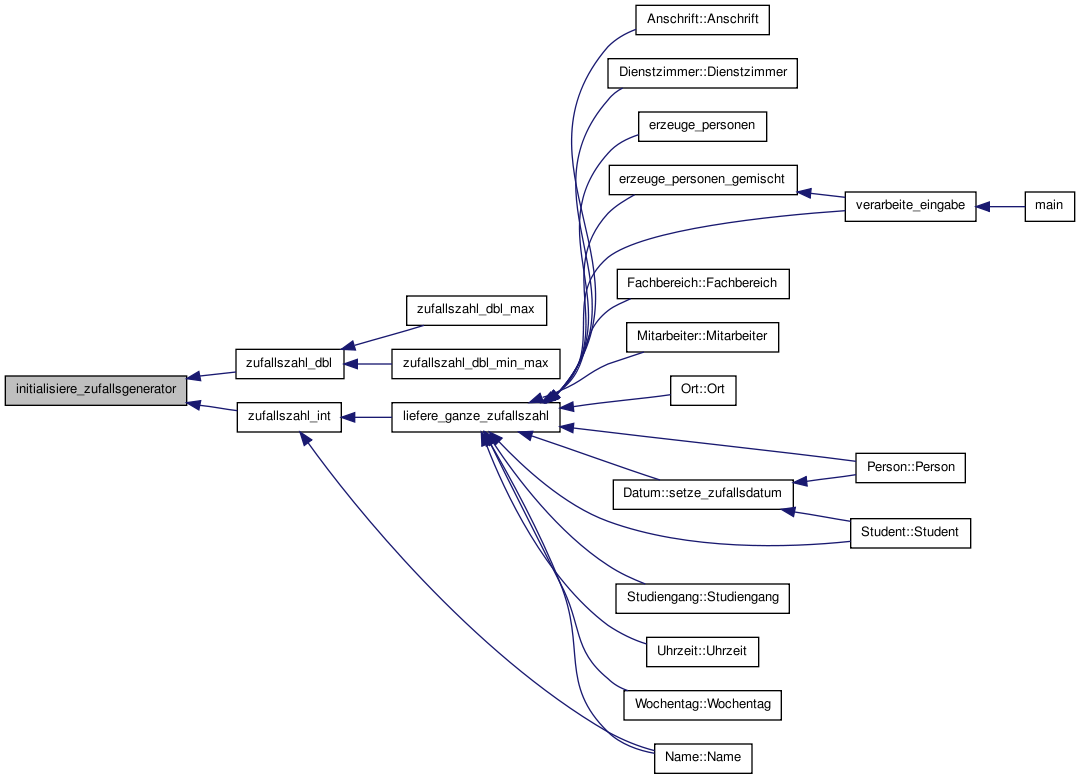 Anschrift::Anschrift
Dienstzimmer::Dienstzimmer
erzeuge_personen
erzeuge_personen_gemischt
verarbeite_eingabe
main
Fachbereich::Fachbereich
zufallszahl_dbl_max
Mitarbeiter::Mitarbeiter
zufallszahl_dbl
zufallszahl_dbl_min_max
initialisiere_zufallsgenerator
Ort::Ort
zufallszahl_int
liefere_ganze_zufallszahl
Person::Person
Datum::setze_zufallsdatum
Student::Student
Studiengang::Studiengang
Uhrzeit::Uhrzeit
Wochentag::Wochentag
Name::Name